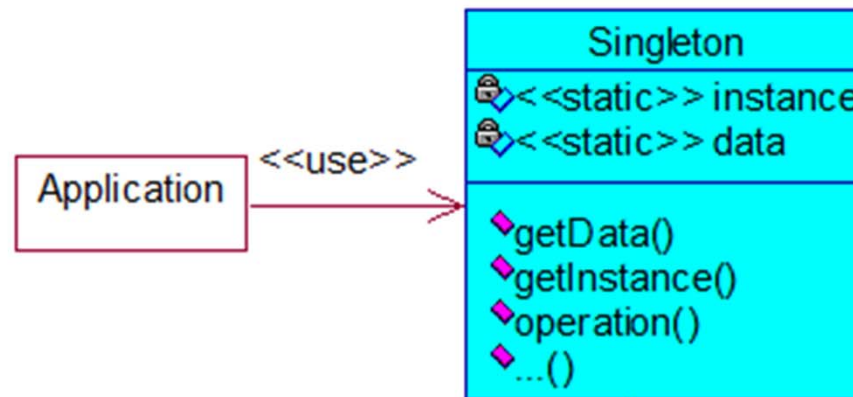 Singleton
<<static>> instance
<<static>> data
<<use>>
Application
getData()
getInstance()
operation()
...()